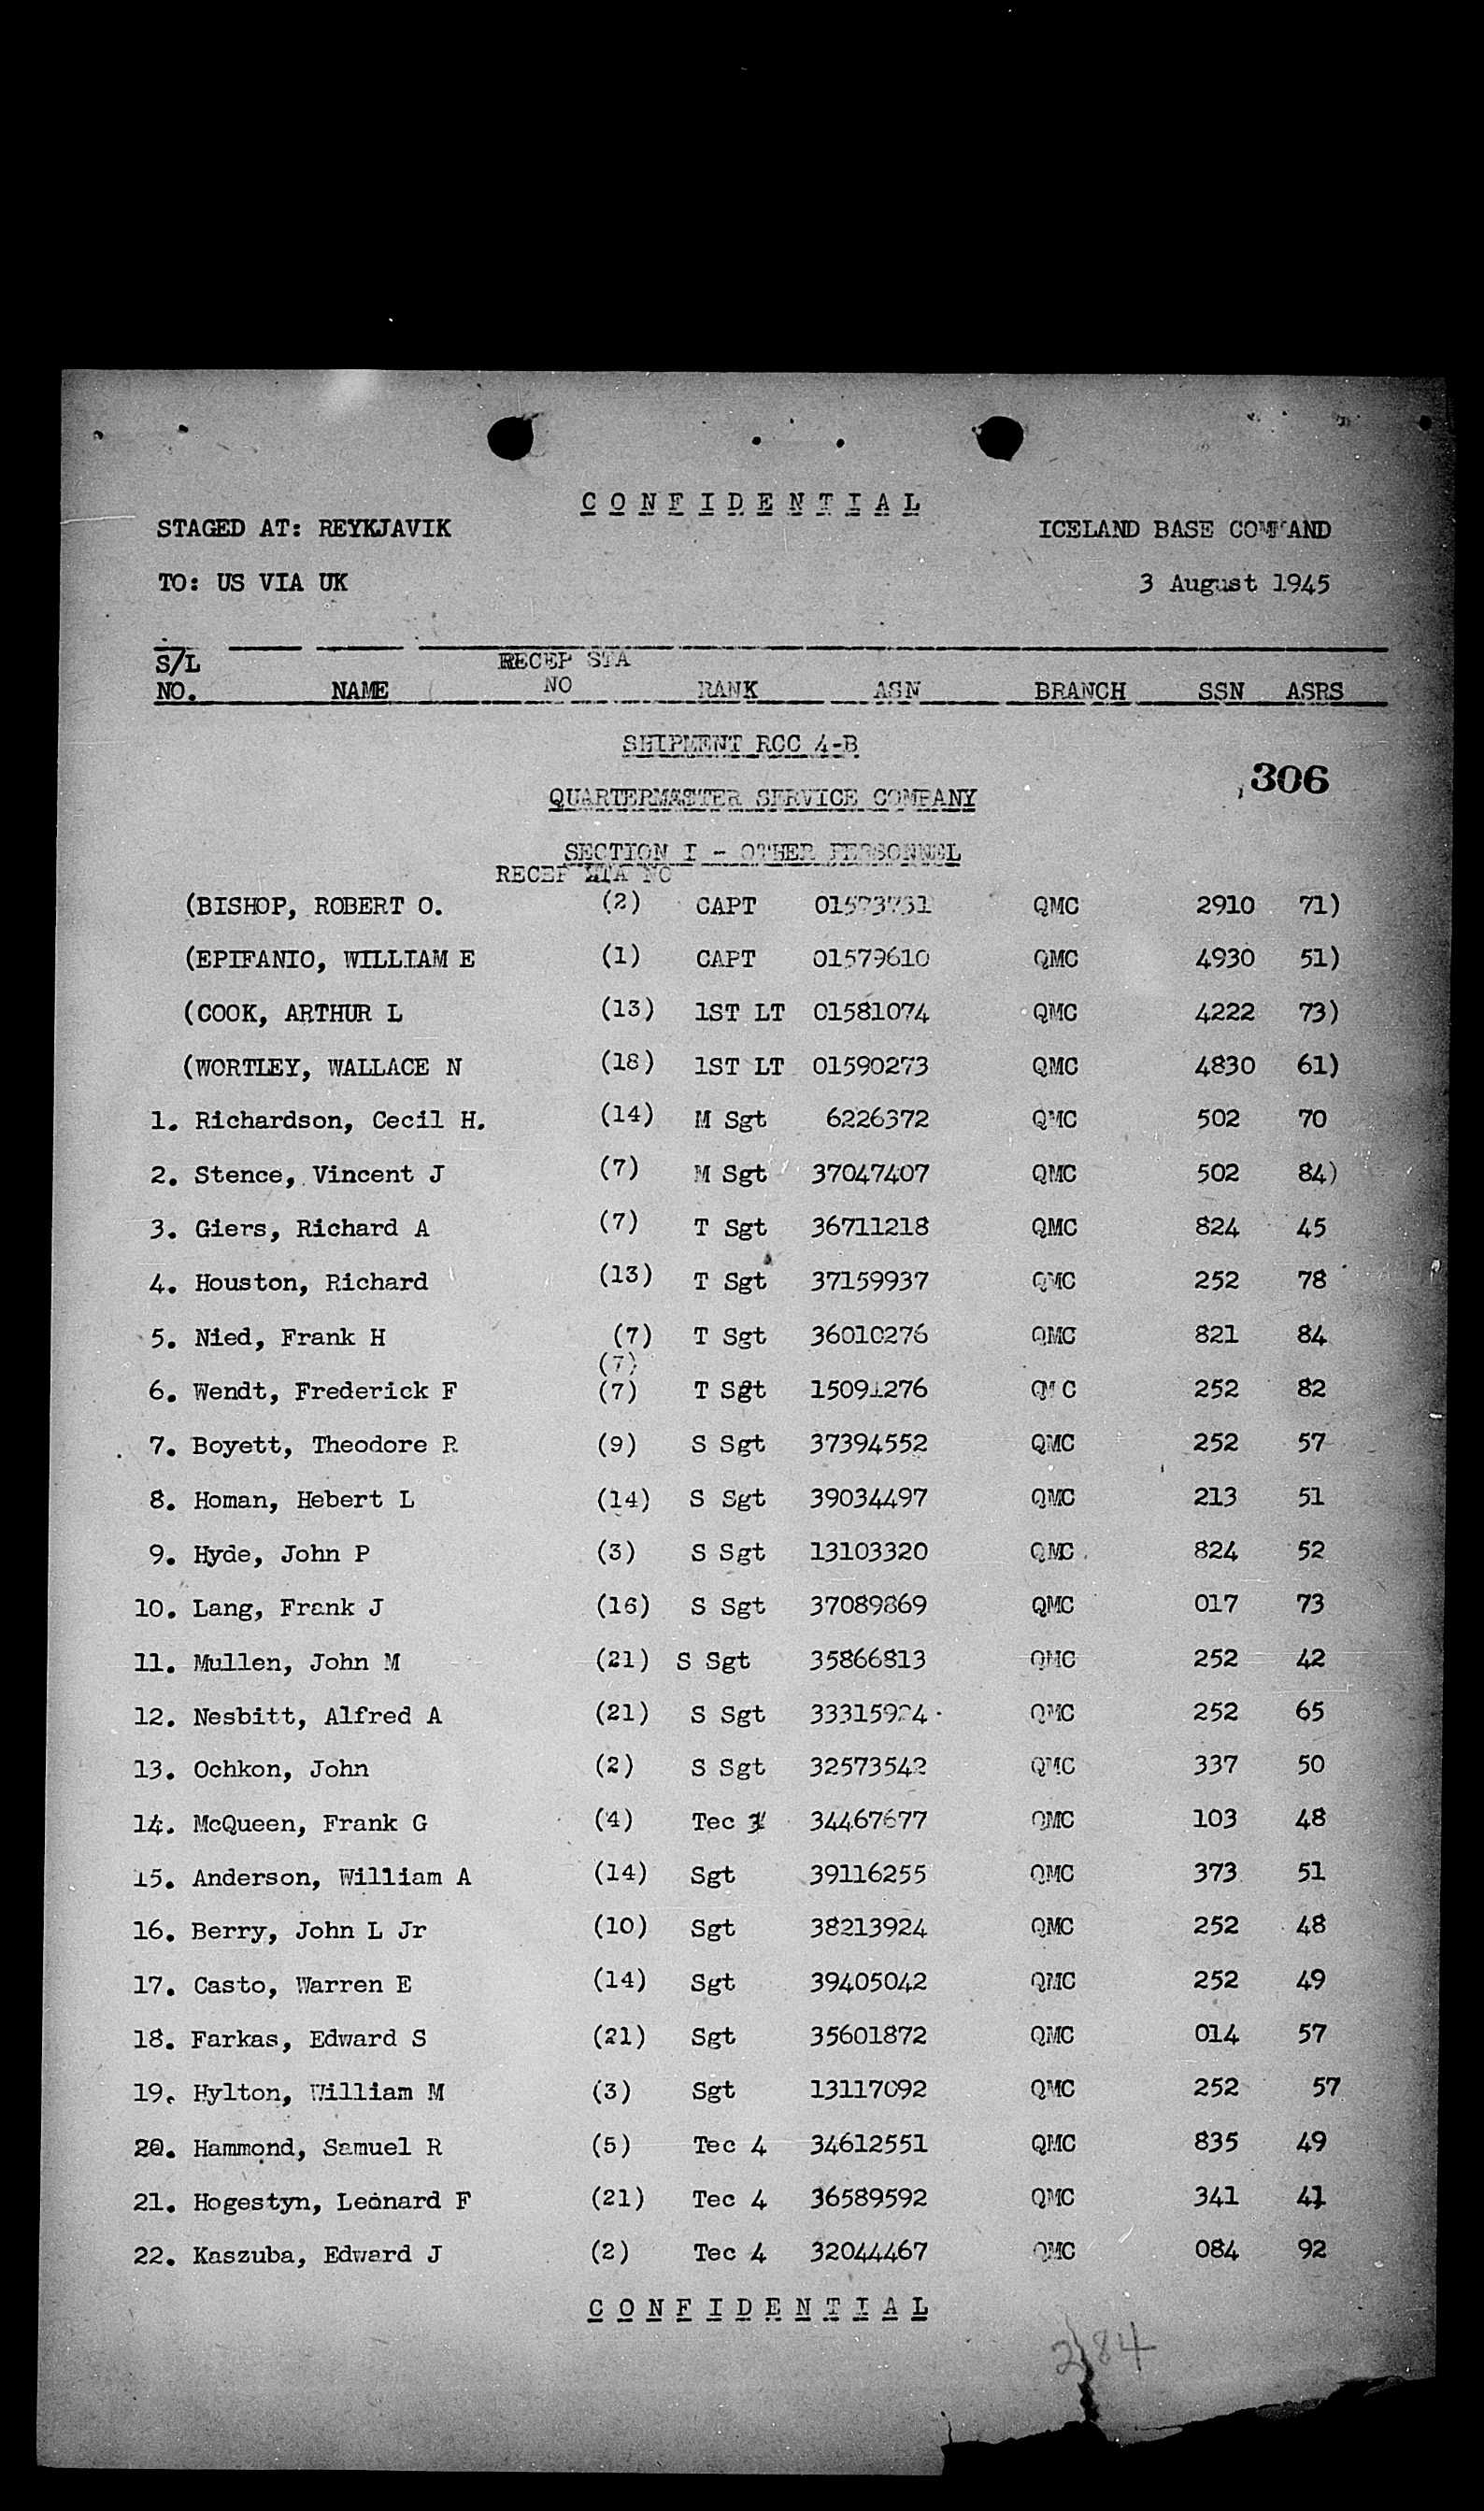 C O N F I D E N T I A L
STAGED AT: REYKJAVIK ICELAND BASE COMMAND
TO: US VIA UK 3 August 1945
S/L RECEP STA
NO. NAME NO RANK ASN BRANCH SSN ASRS
SHIPMENT RCC 4-B
306
QUARTERMASTER SERVICE COMPANY
SECTION I - OTHER PERSONNEL
RECEP STA NO
(BISHOP, ROBERT O. (2) CAPT 01573731 QMC 2910 71)
(EPIFANIO, WILLIAM E (1) CAPT 01579610 QMC 4930 51)
(COOK, ARTHUR L (13) 1ST LT 01581074 QMC 4222 73)
(WORTLEY, WALLACE N (18) 1ST LT 01590273 QMC 4830 61)
1. Richardson, Cecil H. (14) M Sgt 6226372 QMC 502 70
2. Stence, Vincent J (7) M Sgt 37047407 QMC 502 84)
3. Giers, Richard A (7) T Sgt 36711218 QMC 824 45
4. Houston, Richard (13) T Sgt 37159937 QMC 252 78
5. Nied, Frank H (7) T Sgt 36010276 QMC 821 84
(7)
6. Wendt, Frederick F (7) T Sgt 15091276 QMC 252 82
7. Boyett, Theodore R (9) S Sgt 37394552 QMC 252 57
8. Homan, Hebert L (14) S Sgt 39034497 QMC 213 51
9. Hyde, John P (3) S Sgt 13103320 QMC 824 52
10. Lang, Frank J (16) S Sgt 37089869 QMC 017 73
11. Mullen, John M (21) S Sgt 35866813 QMC 252 42
12. Nesbitt, Alfred A (21) S Sgt 33315924 QMC 252 65
13. Ochkon, John (2) S Sgt 32573542 QMC 337 50
14. McQueen, Frank G (4) Tec 3 34467677 QMC 103 48
15. Anderson, William A (14) Sgt 39116255 QMC 373 51
16. Berry, John L Jr (10) Sgt 38213924 QMC 252 48
17. Casto, Warren E (14) Sgt 39405042 QMC 252 49
18. Farkas, Edward S (21) Sgt 35601872 QMC 014 57
19. Hylton, William M (3) Sgt 13117092 QMC 252 57
20. Hammond, Samuel R (5) Tec 4 34612551 QMC 835 49
21. Hogestyn, Leonard F (21) Tec 4 36589592 QMC 341 41
22. Kaszuba, Edward J (2) Tec 4 32044467 QMC 084 92
C O N F I D E N T I A L
284